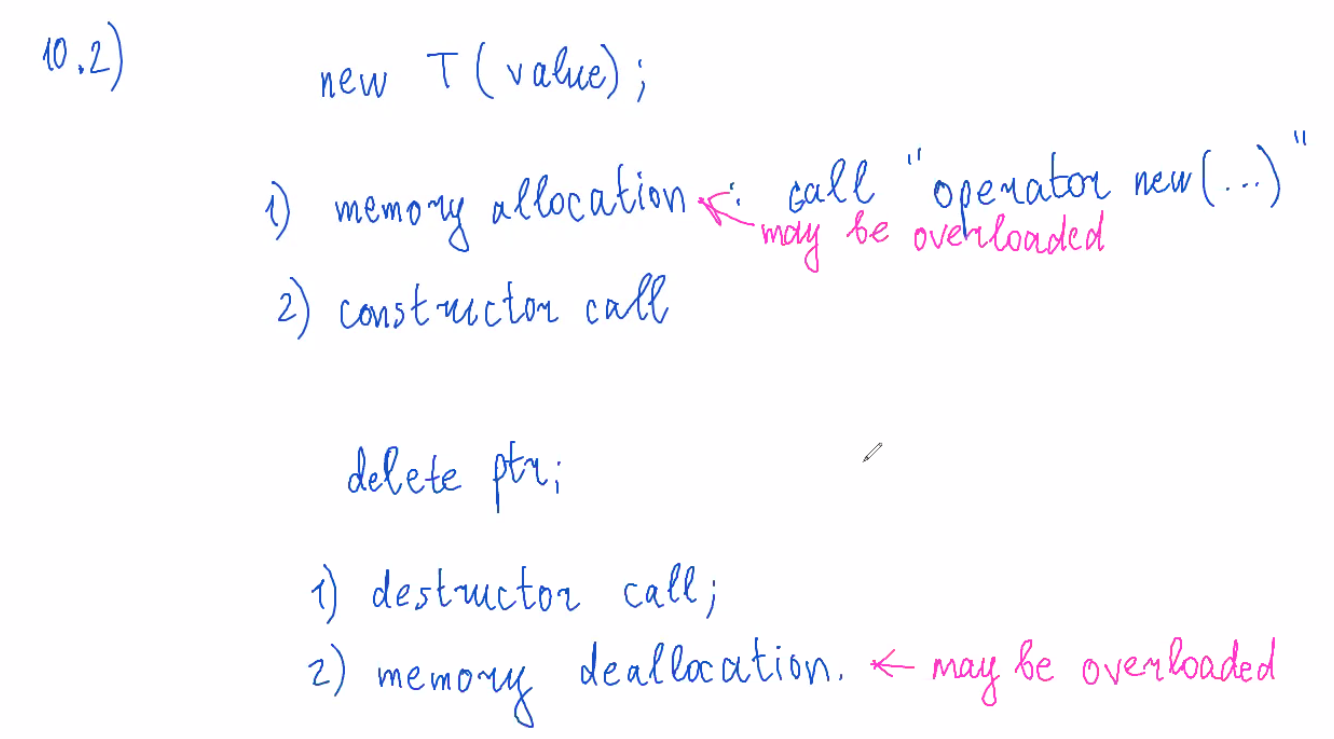 10.2)
new T(value);
1) memory allocation : call "operator new(...)"
may be overloaded
2) constructor call
delete ptr;
1) destructor call;
2) memory deallocation. ← may be overloaded